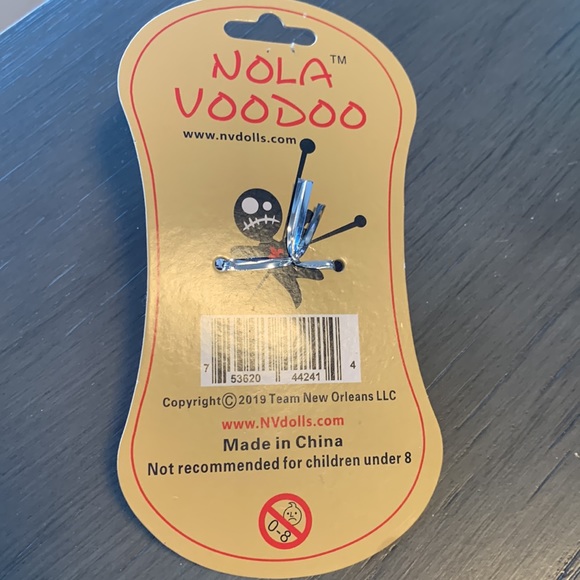 NOLA™
VOODOO
www.nvdolls.com
7 53620 44241 4
Copyright©2019 Team New Orleans LLC
www.NVdolls.com
Made in China
Not recommended for children under 8
0-8